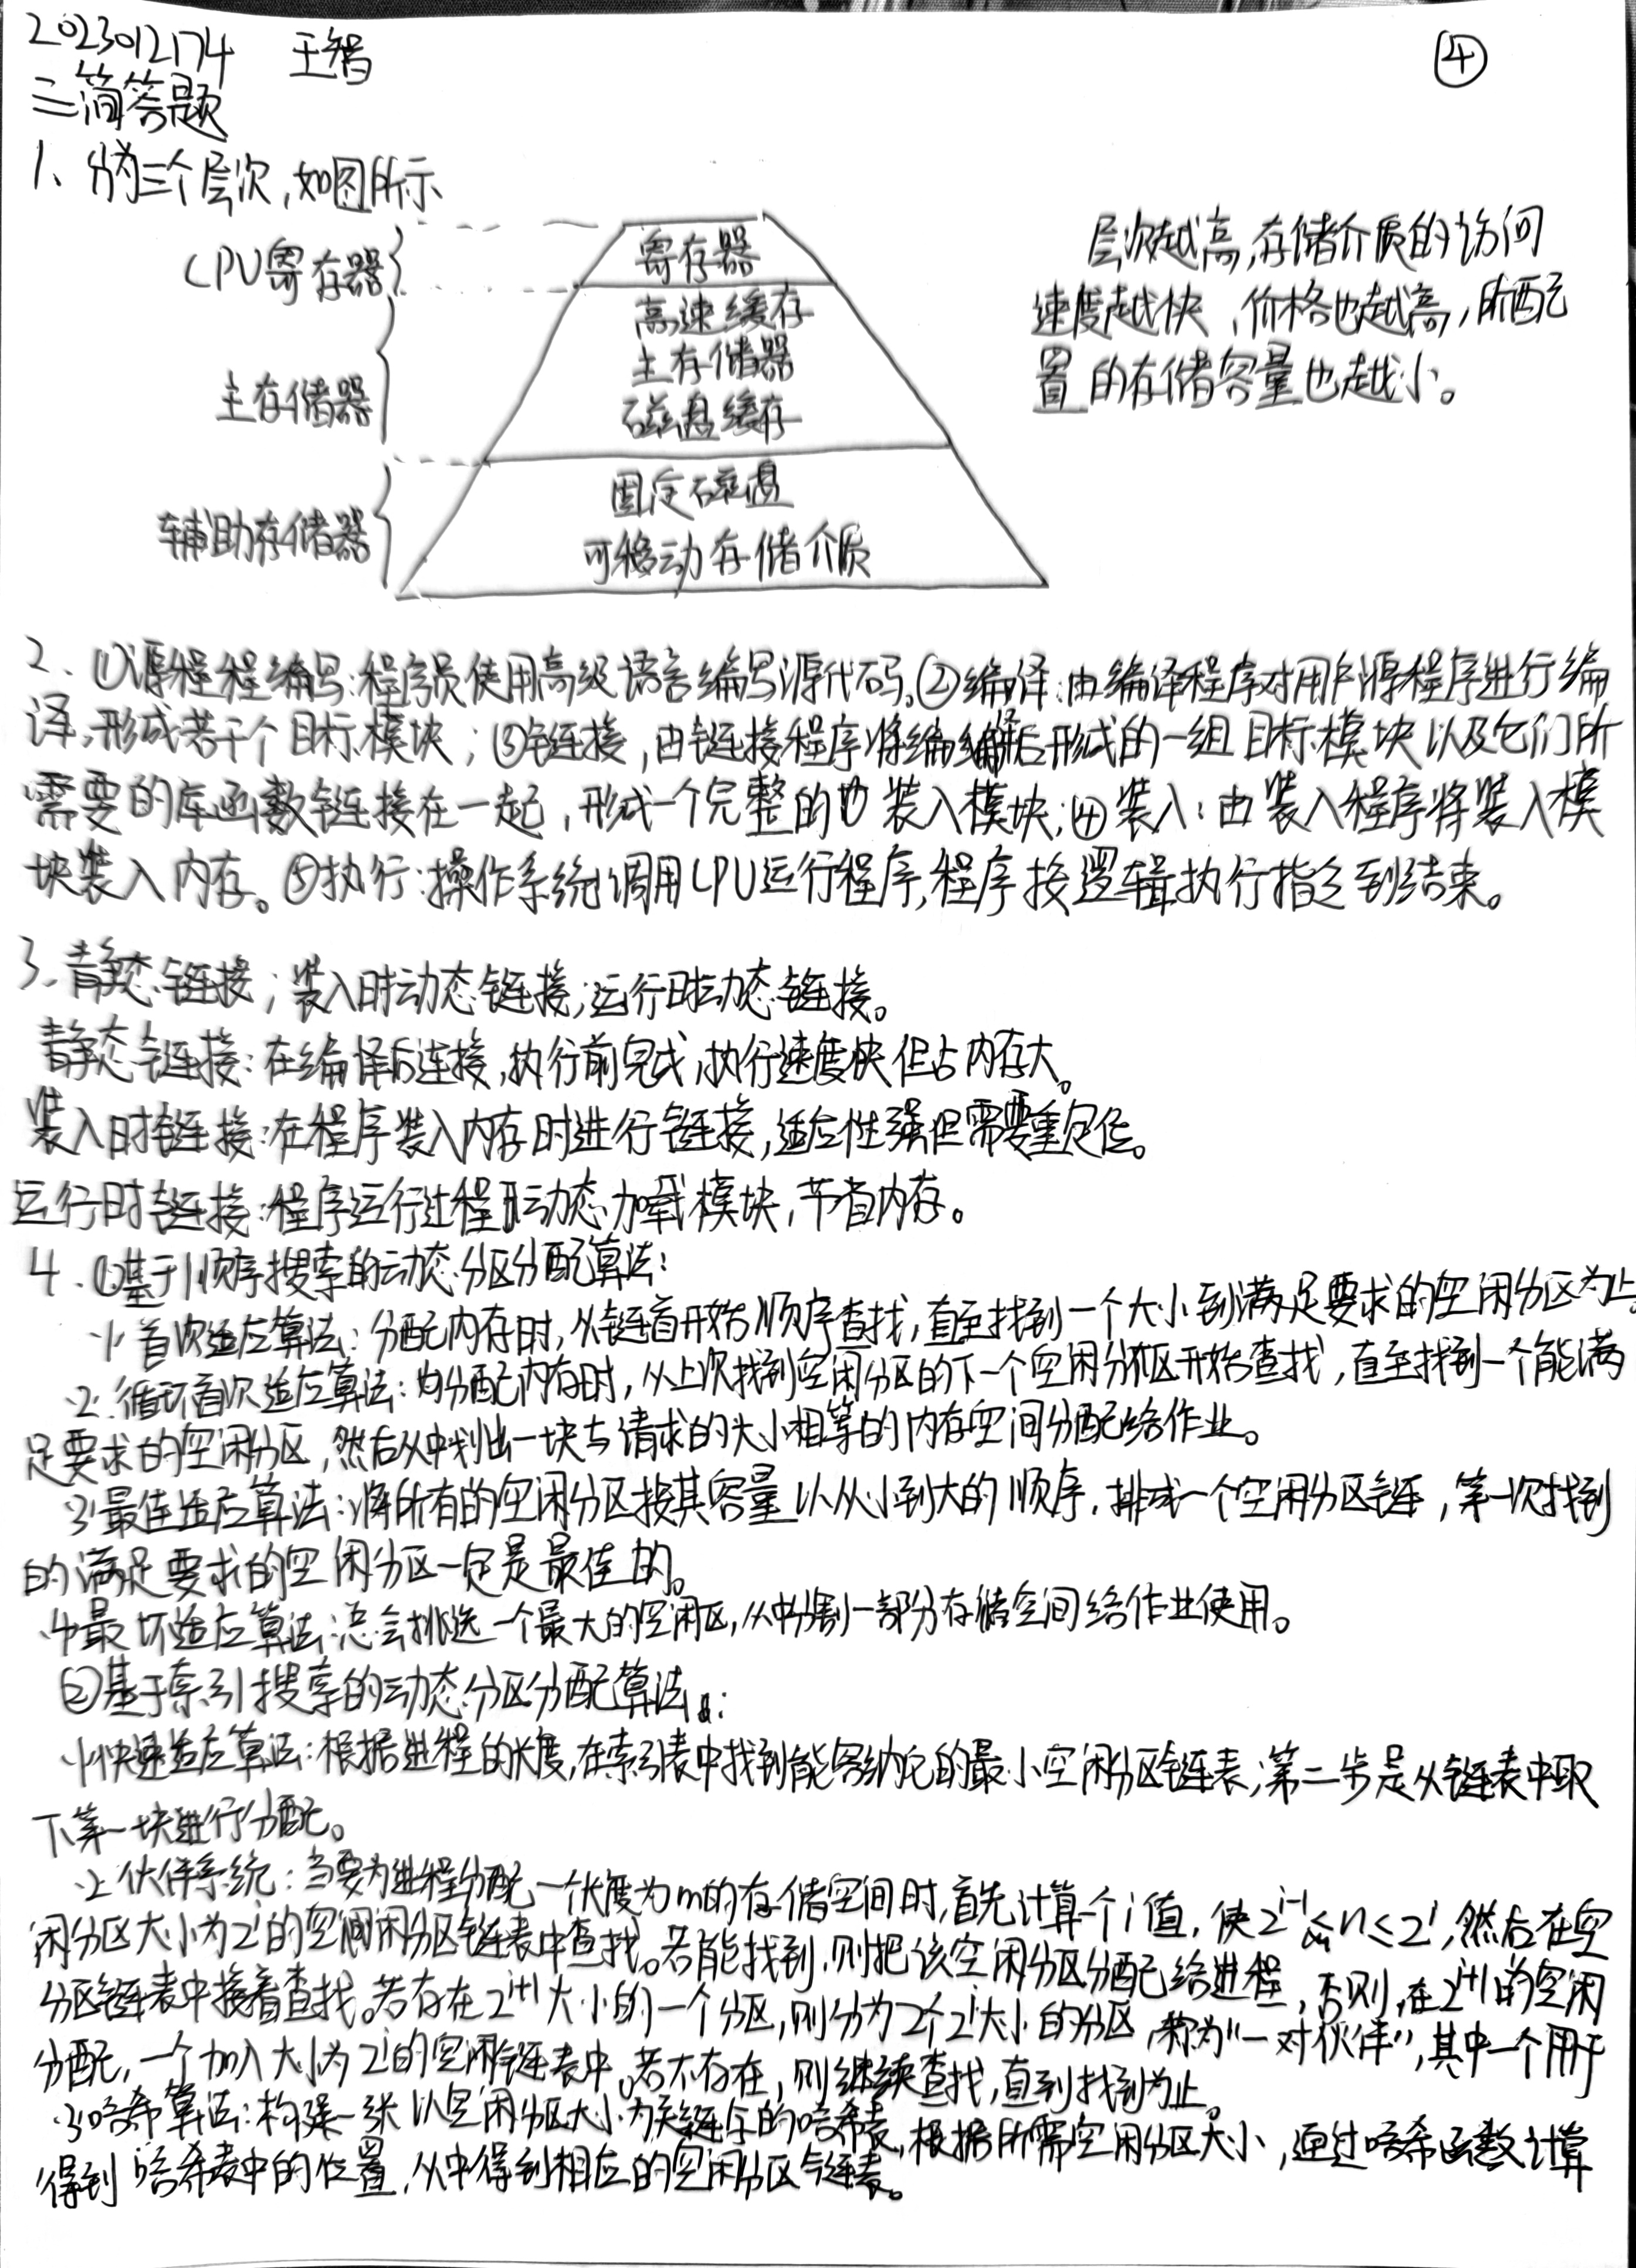 2023012174 王智
④
二简答题
1、分为三个层次,如图所示
CPU寄存器
寄存器
高速缓存
主存储器
磁盘缓存
主存储器
固定磁盘
可移动存储介质
辅助存储器
层次越高,存储介质的访问
速度越快,价格也越高,所配
置的存储容量也越小。
2、①源程程编写:程序员使用高级语言编写源代码。②编译:由编译程序对用户源程序进行编
译,形成若干个目标模块;③链接,由链接程序将编译后形成的一组目标模块以及它们所
需要的库函数链接在一起,形成一个完整的装入模块;④装入:由装入程序将装入模
块装入内存。⑤执行:操作系统调用CPU运行程序,程序按逻辑执行指令到结束。
3、静态链接;装入时动态链接;运行时动态链接。
静态链接:在编译后连接,执行前完成,执行速度快但占内存大。
装入时链接:在程序装入内存时进行链接,适应性强但需要重定位。
运行时链接:程序运行过程动态加载模块,节省内存。
4、①基于顺序搜索的动态分区分配算法:
1、首次适应算法:分配内存时,从链首开始顺序查找,直至找到一个大小到满足要求的空闲分区为止。
2、循环首次适应算法:为分配内存时,从上次找到空闲分区的下一个空闲分区开始查找,直至找到一个能满
足要求的空闲分区,然后从中划出一块与请求的大小相等的内存空间分配给作业。
3、最佳适应算法:将所有的空闲分区按其容量以从小到大的顺序,排成一个空闲分区链,第一次找到
的满足要求的空闲分区一定是最佳的。
4、最坏适应算法:总会挑选一个最大的空闲区,从中分割一部分存储空间给作业使用。
②基于索引搜索的动态分区分配算法:
1、快速适应算法:根据进程的长度,在索引表中找到能容纳它的最小空闲分区链表;第二步是从链表中取
下第一块进行分配。
2、伙伴系统:当要为进程分配一个长度为m的存储空间时,首先计算一个i值,使2^{i-1}≤n≤2^i,然后在空
闲分区大小为2^i的空闲分区链表中查找。若能找到,则把该空闲分区分配给进程,否则,在2^{i+1}的空闲
分区链表中接着查找。若存在2^{i+1}大小的一个分区,则分为2个2^i大小的分区,称为"一对伙伴",其中一个用于
分配,一个加入大小为2^i的空闲链表中。若不存在,则继续查找,直到找到为止。
3、哈希算法:构建一张以空闲分区大小为关键字的哈希表,根据所需空闲分区大小,通过哈希函数计算
得到哈希表中的位置,从中得到相应的空闲分区链表。